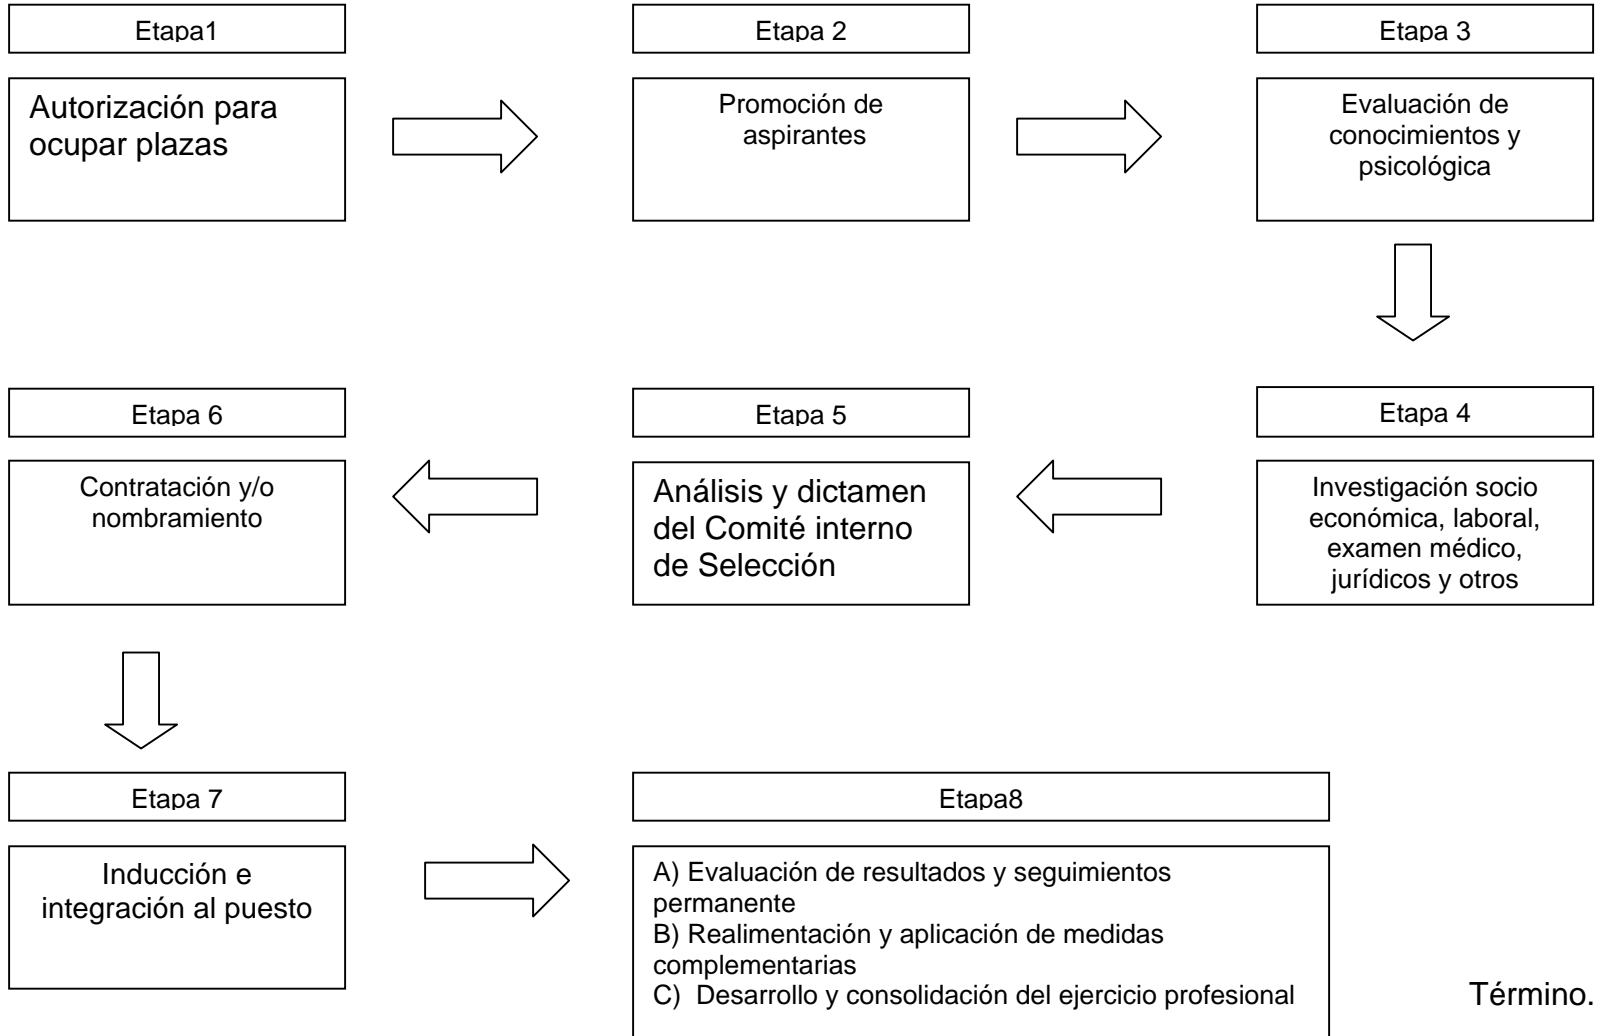 Etapa1
Autorización para
ocupar plazas
Etapa 2
Promoción de
aspirantes
Etapa 3
Evaluación de
conocimientos y
psicológica
Etapa 4
Investigación socio
económica, laboral,
examen médico,
jurídicos y otros
Etapa 5
Análisis y dictamen
del Comité interno
de Selección
Etapa 6
Contratación y/o
nombramiento
Etapa 7
Inducción e
integración al puesto
Etapa8
A) Evaluación de resultados y seguimientos
permanente
B) Realimentación y aplicación de medidas
complementarias
C) Desarrollo y consolidación del ejercicio profesional
Término.